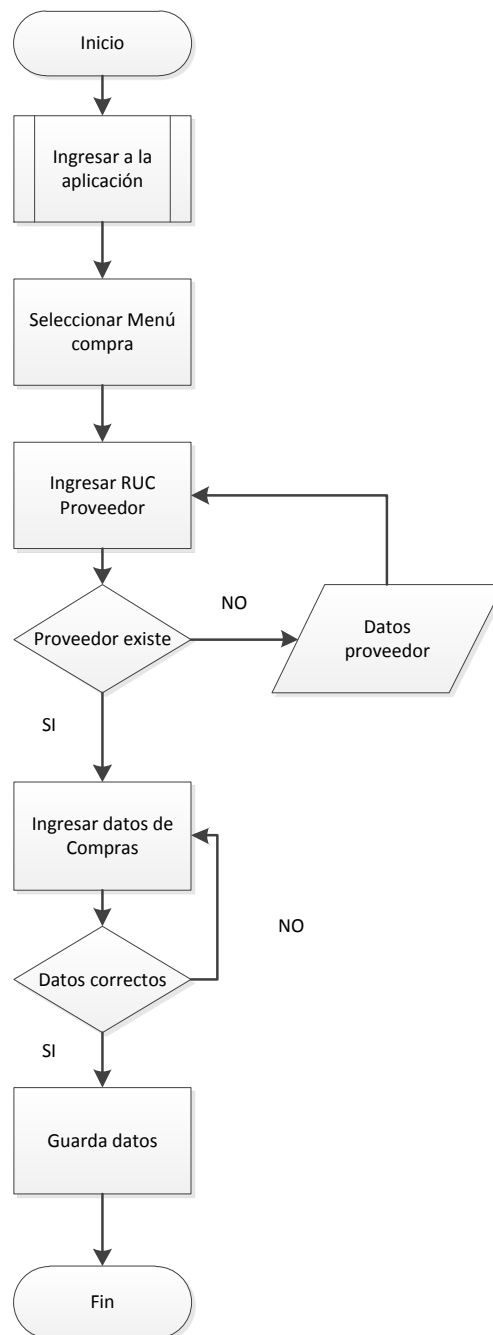 Inicio
Ingresar a la
aplicación
Seleccionar Menú
compra
Ingresar RUC
Proveedor
NO
Proveedor existe
Datos
proveedor
SI
Ingresar datos de
Compras
NO
Datos correctos
SI
Guarda datos
Fin